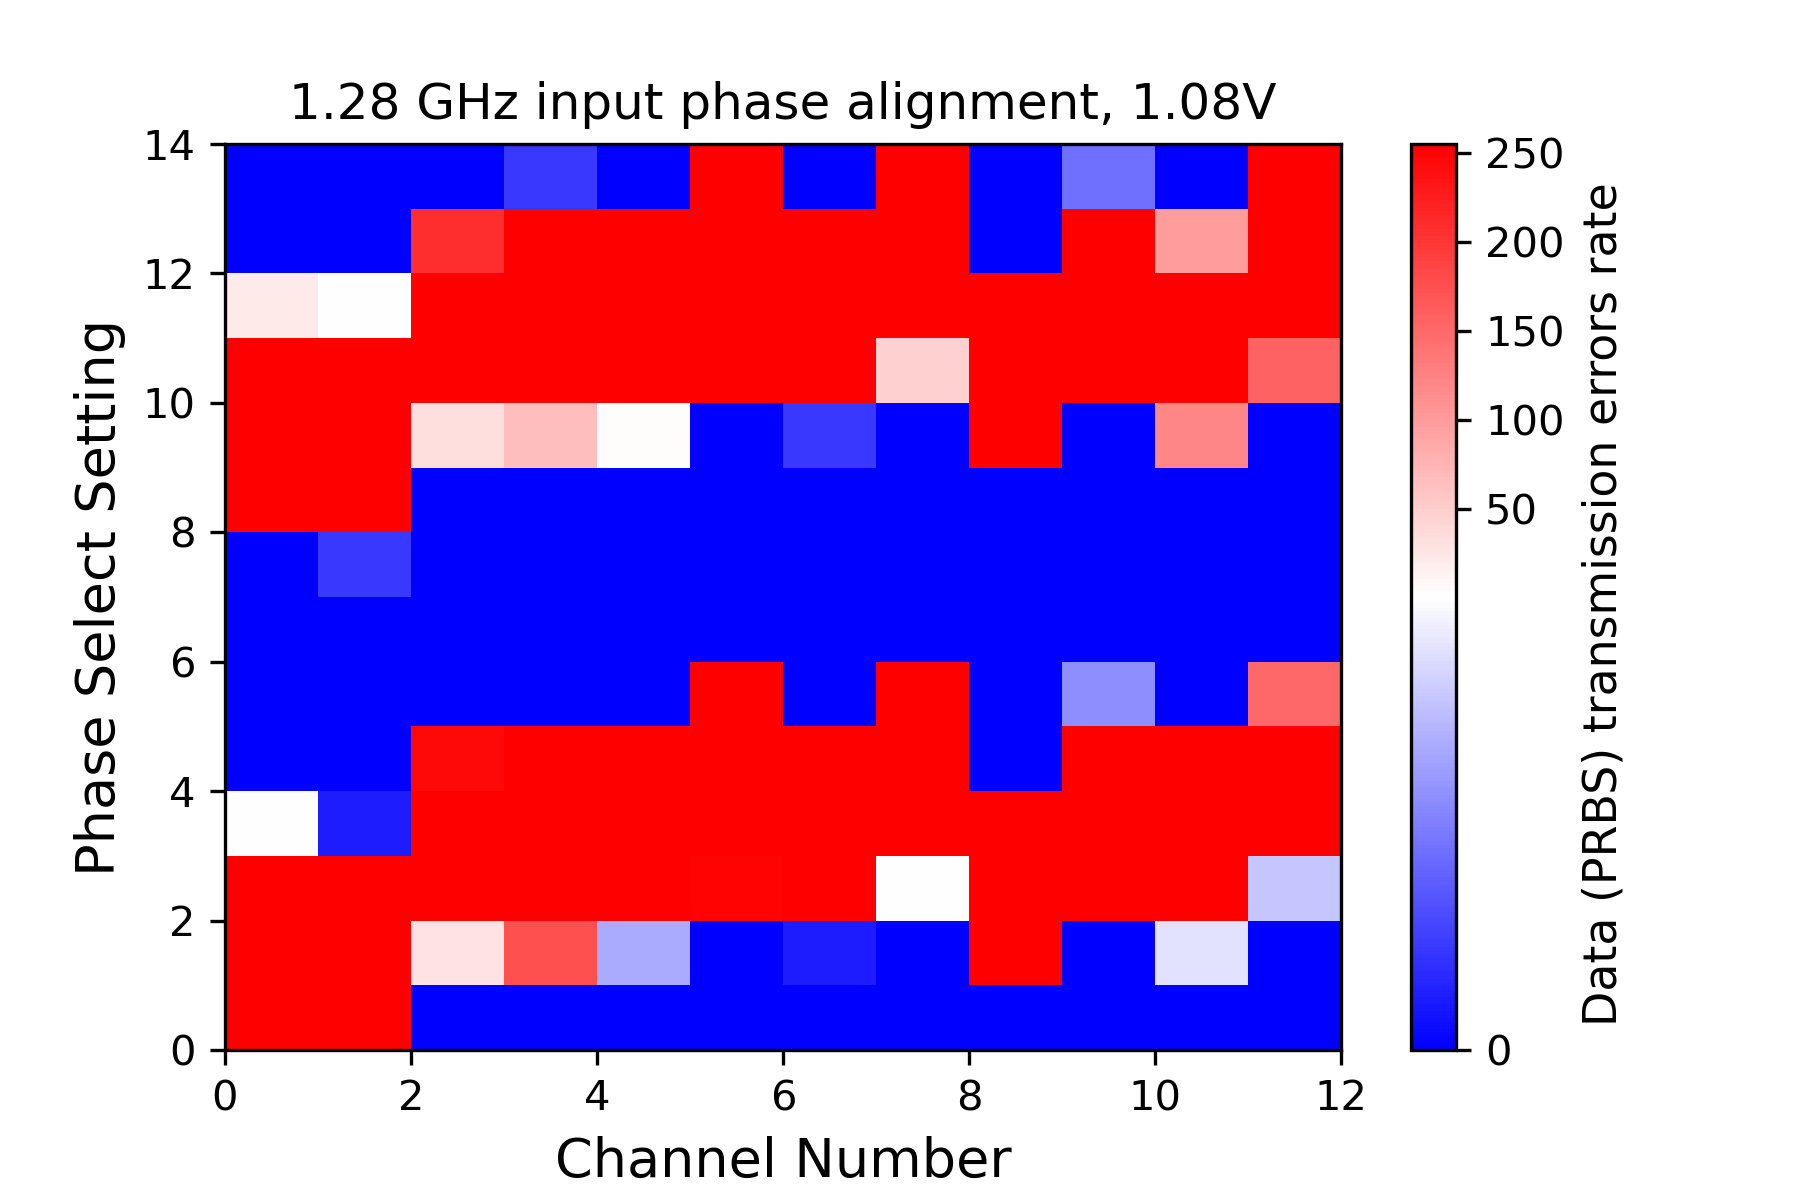 1.28 GHz input phase alignment, 1.08V
14
12
10
8
6
4
2
0
Phase Select Setting
0 2 4 6 8 10 12
Channel Number
250
200
150
100
50
0
Data (PRBS) transmission errors rate